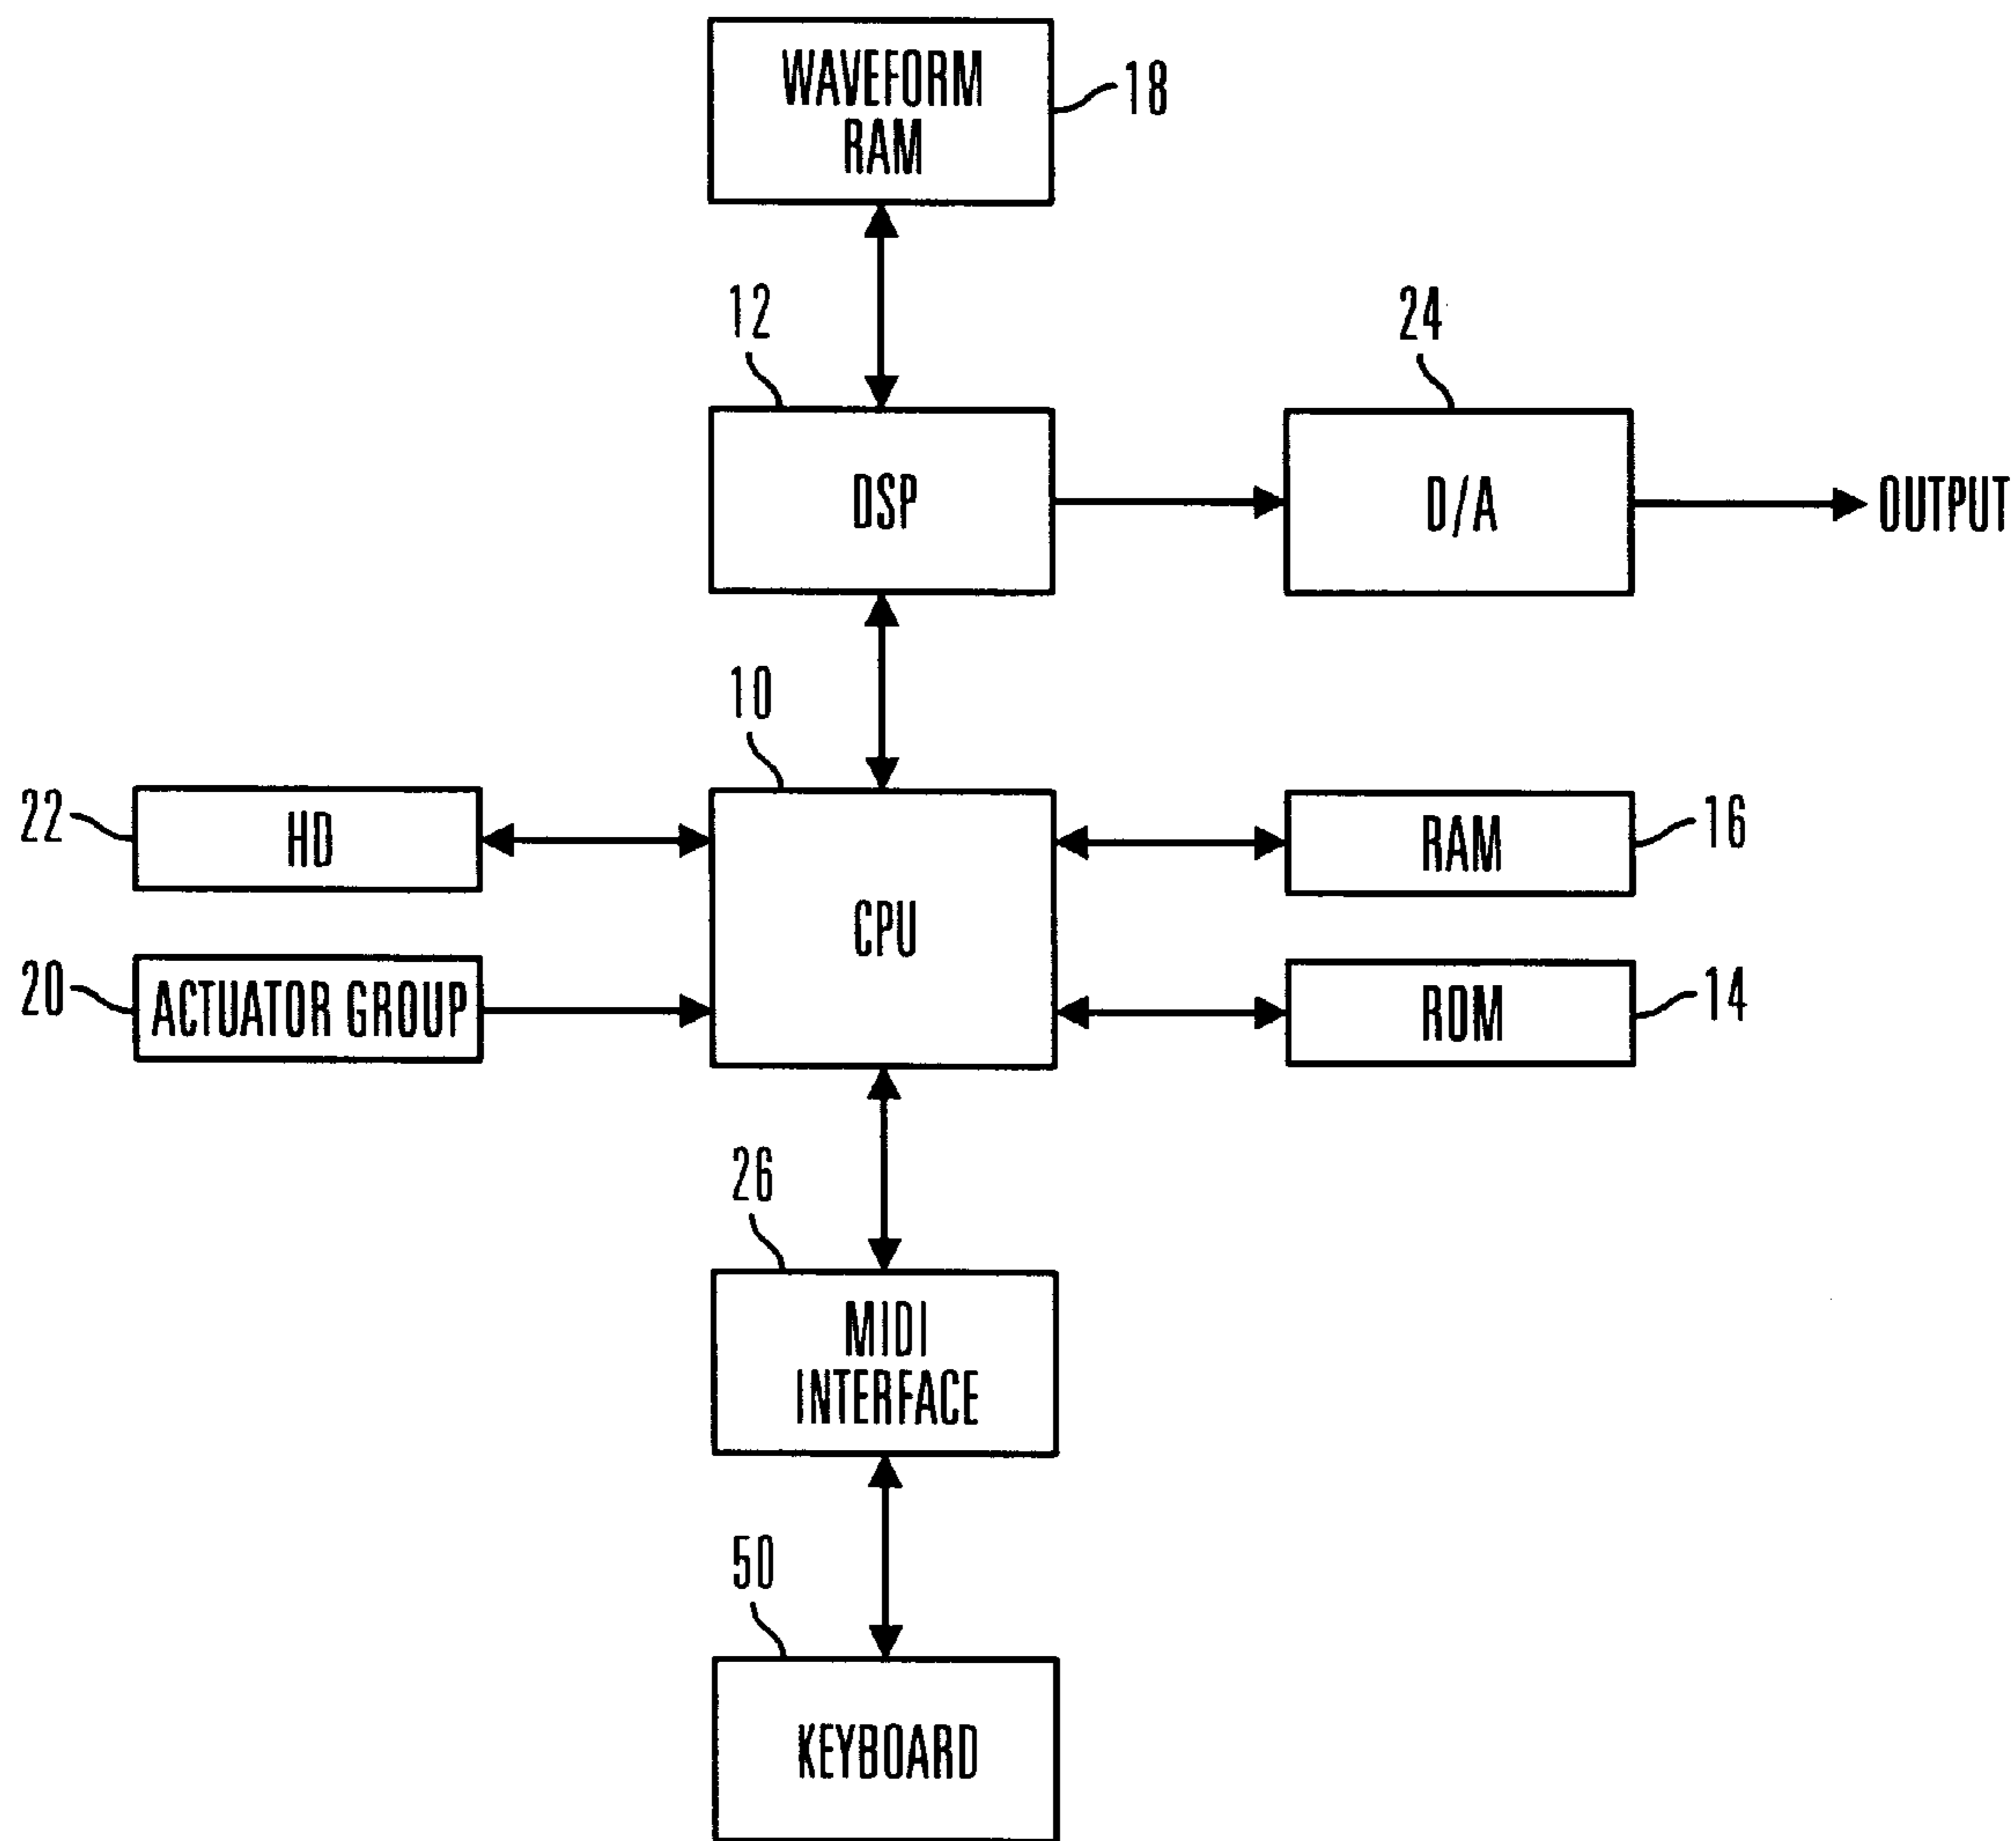 WAVEFORM
RAM
18
12
24
DSP
D/A
OUTPUT
10
22
HD
RAM
16
CPU
20
ACTUATOR GROUP
ROM
14
26
MIDI
INTERFACE
50
KEYBOARD